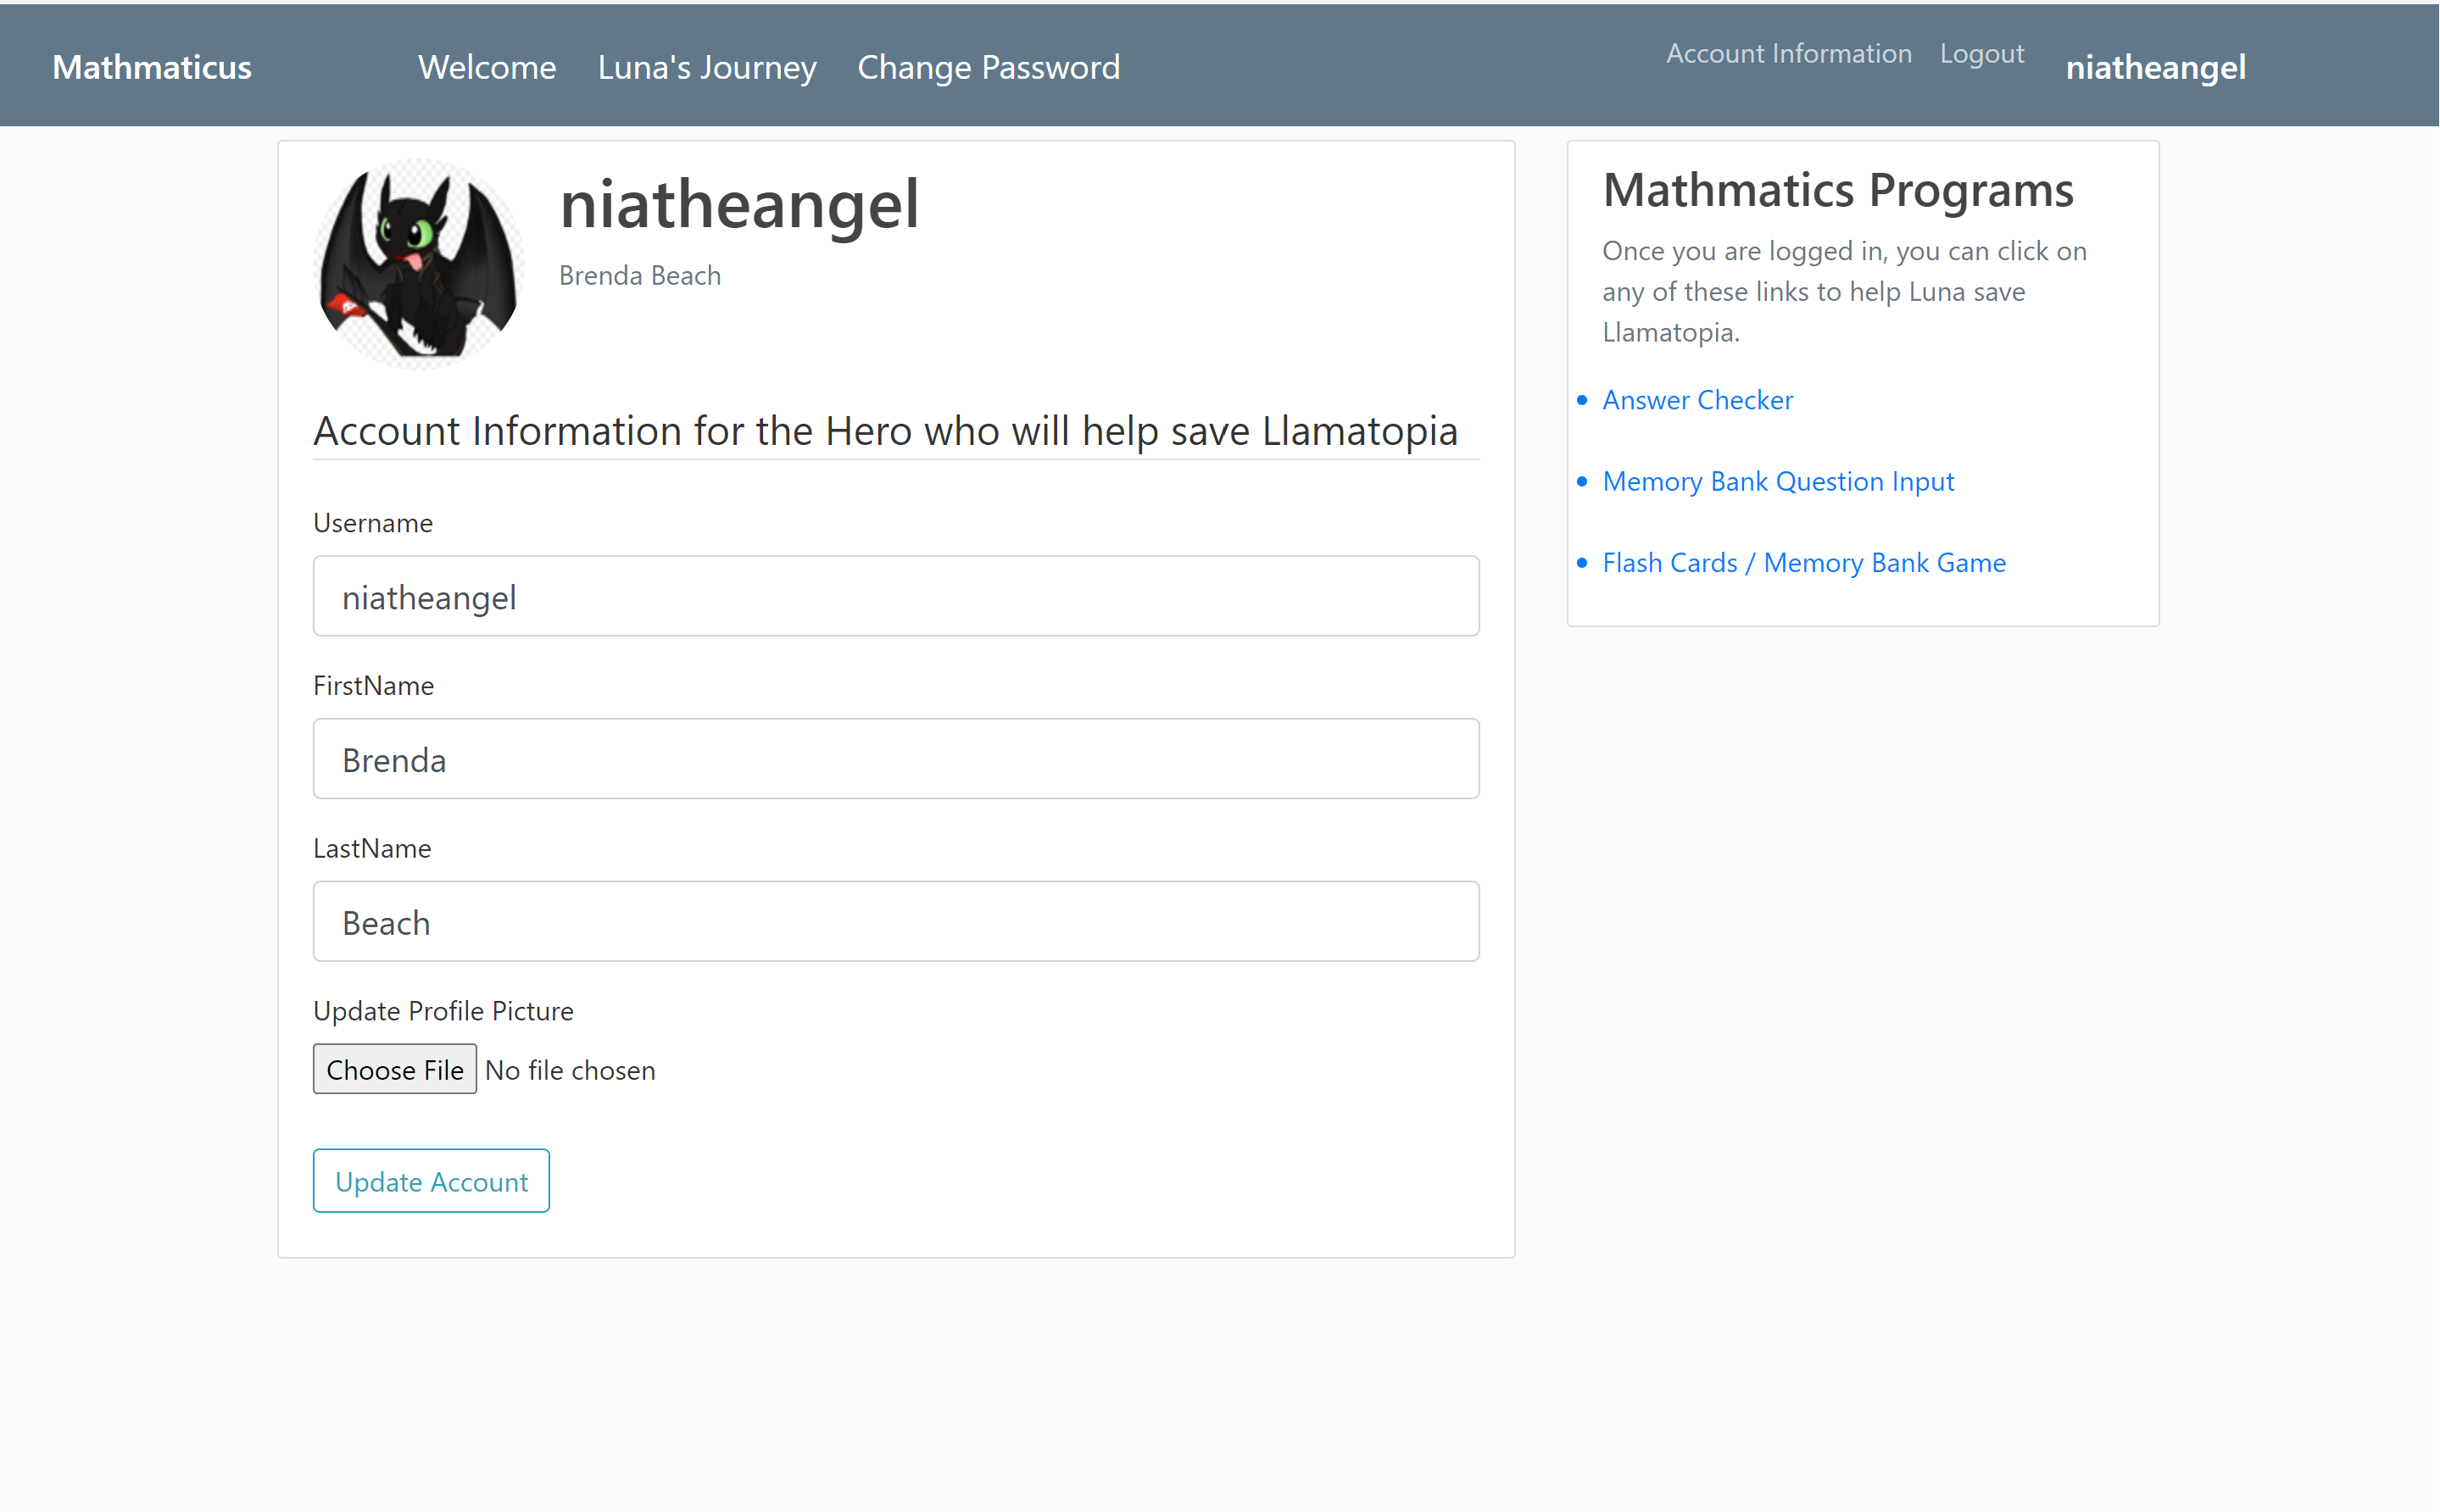 Mathmaticus
Welcome
Luna's Journey
Change Password
Account Information
Logout
niatheangel
niatheangel
Brenda Beach
Account Information for the Hero who will help save Llamatopia
Username
niatheangel
FirstName
Brenda
LastName
Beach
Update Profile Picture
Choose File No file chosen
Update Account
Mathmatics Programs
Once you are logged in, you can click on
any of these links to help Luna save
Llamatopia.
Answer Checker
Memory Bank Question Input
Flash Cards / Memory Bank Game